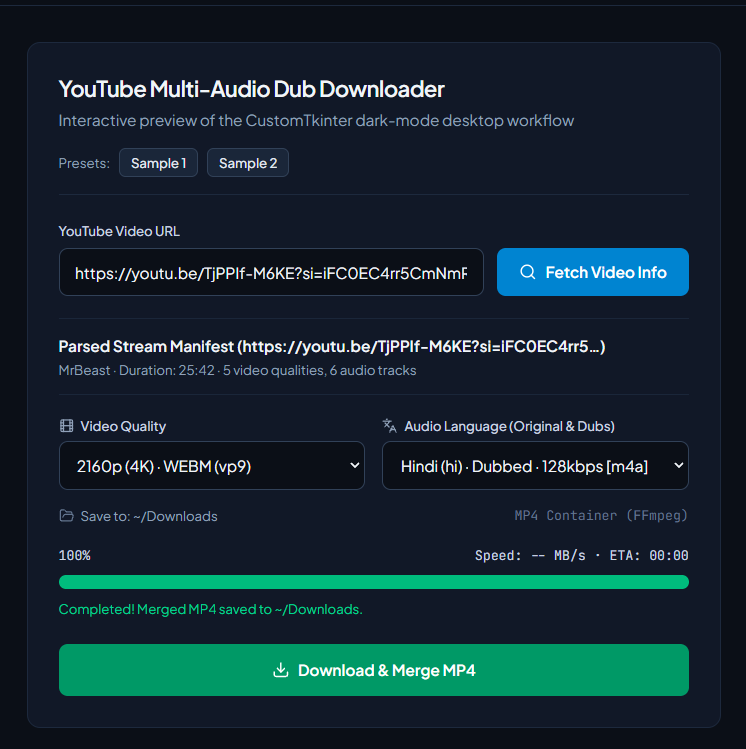 YouTube Multi-Audio Dub Downloader
Interactive preview of the CustomTkinter dark-mode desktop workflow
Presets: Sample 1 Sample 2
YouTube Video URL
https://youtu.be/TjPPIf-M6KE?si=iFC0EC4rr5CmNmF Fetch Video Info
Parsed Stream Manifest (https://youtu.be/TjPPIf-M6KE?si=iFC0EC4rr5…)
MrBeast · Duration: 25:42 · 5 video qualities, 6 audio tracks
Video Quality Audio Language (Original & Dubs)
2160p (4K) · WEBM (vp9) Hindi (hi) · Dubbed · 128kbps [m4a]
Save to: ~/Downloads MP4 Container (FFmpeg)
100% Speed: -- MB/s · ETA: 00:00
Completed! Merged MP4 saved to ~/Downloads.
Download & Merge MP4